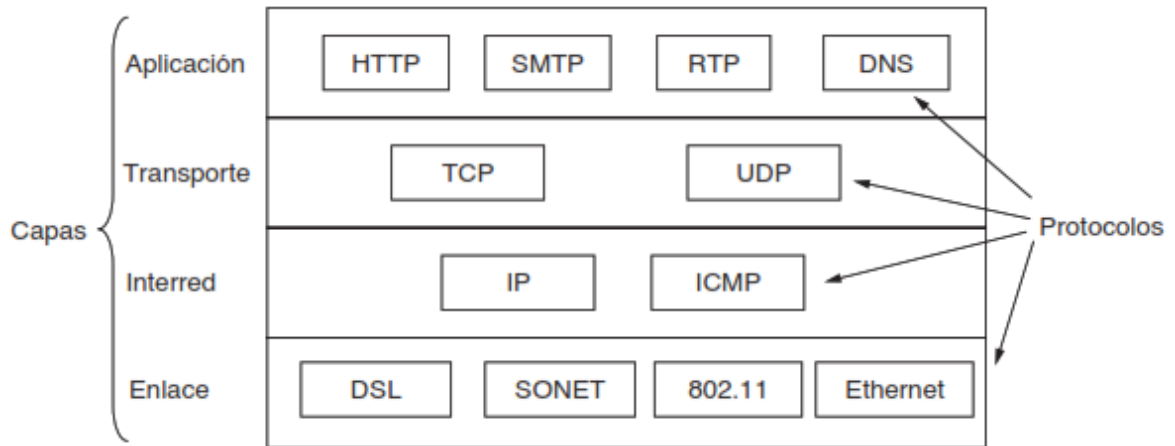 Aplicación HTTP SMTP RTP DNS
Transporte TCP UDP
Capas Protocolos
Interred IP ICMP
Enlace DSL SONET 802.11 Ethernet